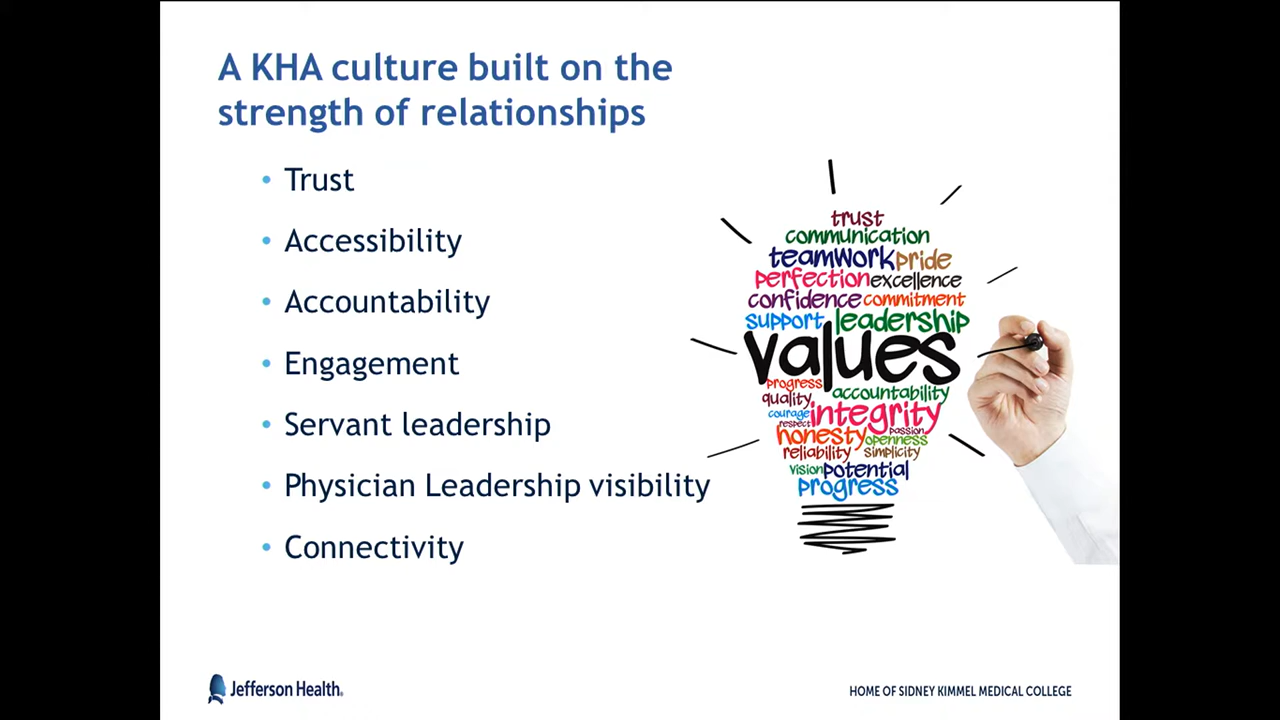 A KHA culture built on the
strength of relationships
• Trust
• Accessibility
• Accountability
• Engagement
• Servant leadership
• Physician Leadership visibility
• Connectivity
trust
communication
teamwork pride
perfection excellence
confidence commitment
support leadership
values
progress accountability
quality
courage integrity
respect passion
honesty openness
reliability simplicity
vision potential
progress
Jefferson Health®
HOME OF SIDNEY KIMMEL MEDICAL COLLEGE